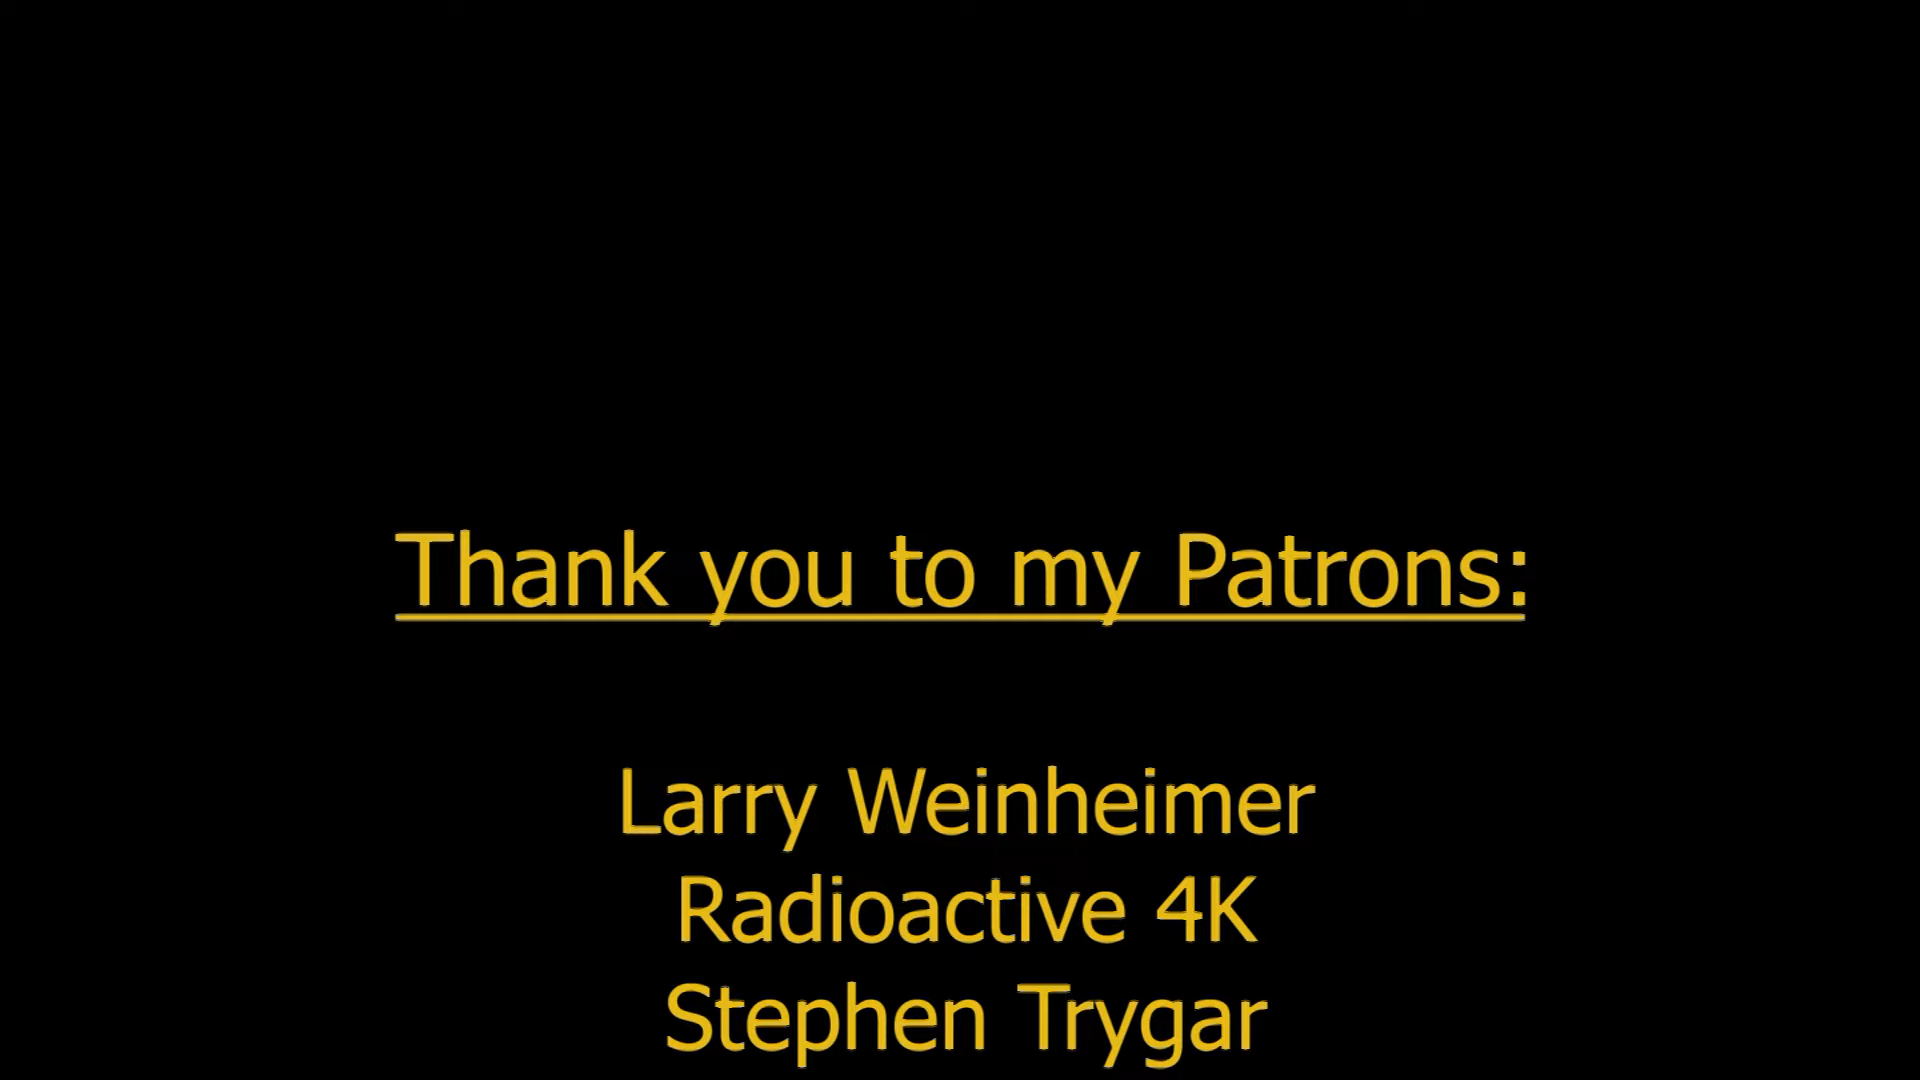 Thank you to my Patrons:
Larry Weinheimer
Radioactive 4K
Stephen Trygar